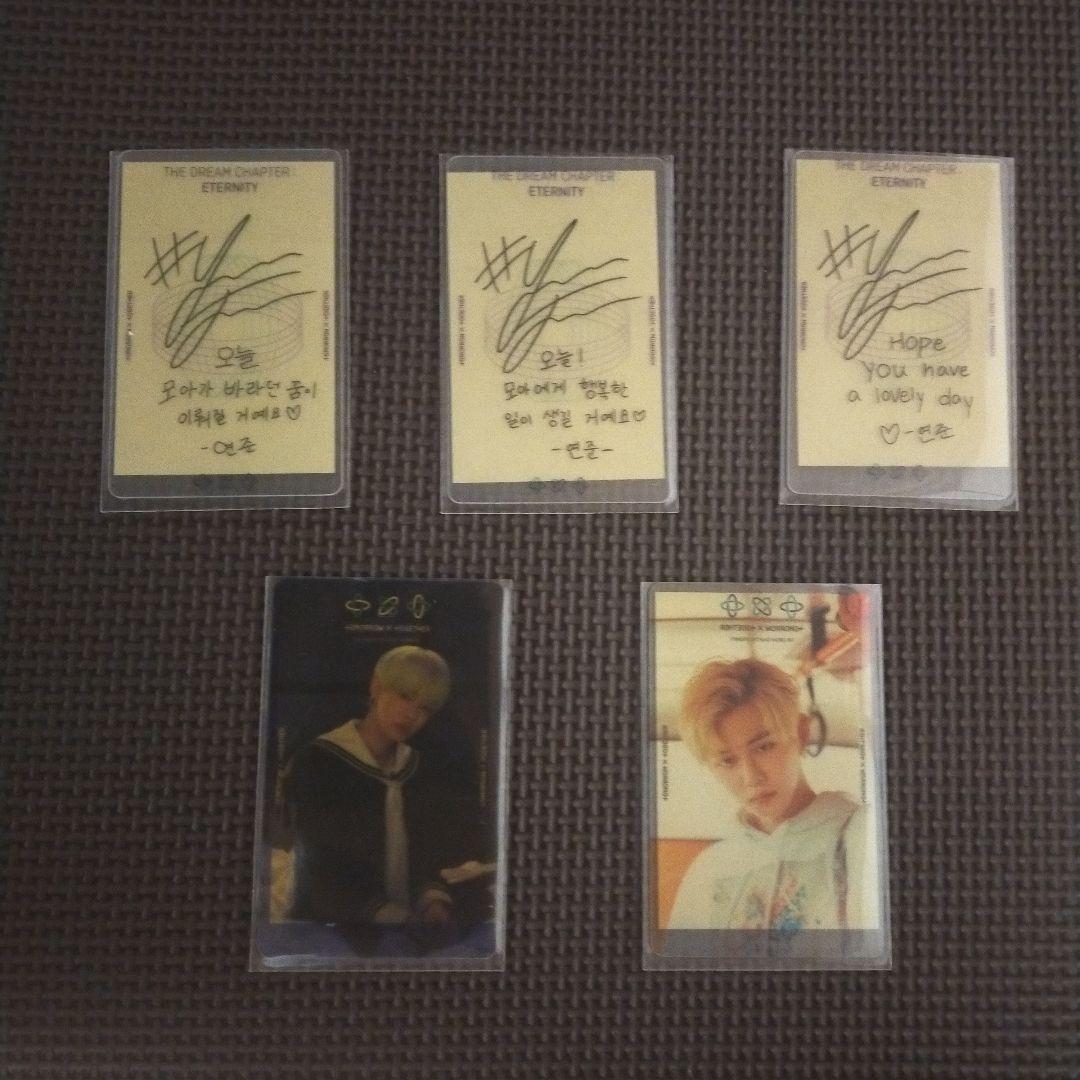 THE DREAM CHAPTER :
ETERNITY
오늘
모아가 바라던 꿈이
이뤄질 거예요♡
-연준
THE DREAM CHAPTER :
ETERNITY
오늘!
모아에게 행복한
일이 생길 거예요♡
-연준-
THE DREAM CHAPTER :
ETERNITY
Hope
you have
a lovely day
♡-연준